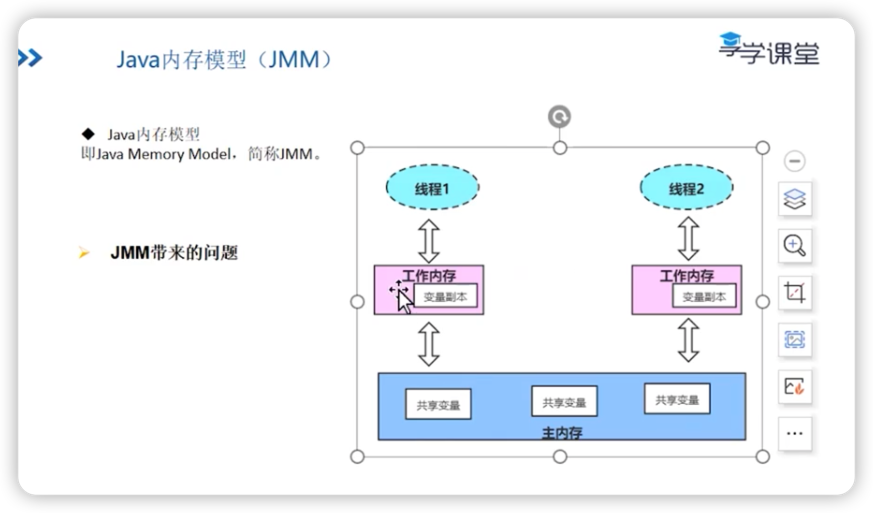 Java内存模型（JMM）
享学课堂
◆ Java内存模型
即Java Memory Model，简称JMM。
➢ JMM带来的问题
线程1
线程2
工作内存
变量副本
工作内存
变量副本
共享变量
共享变量
共享变量
主内存